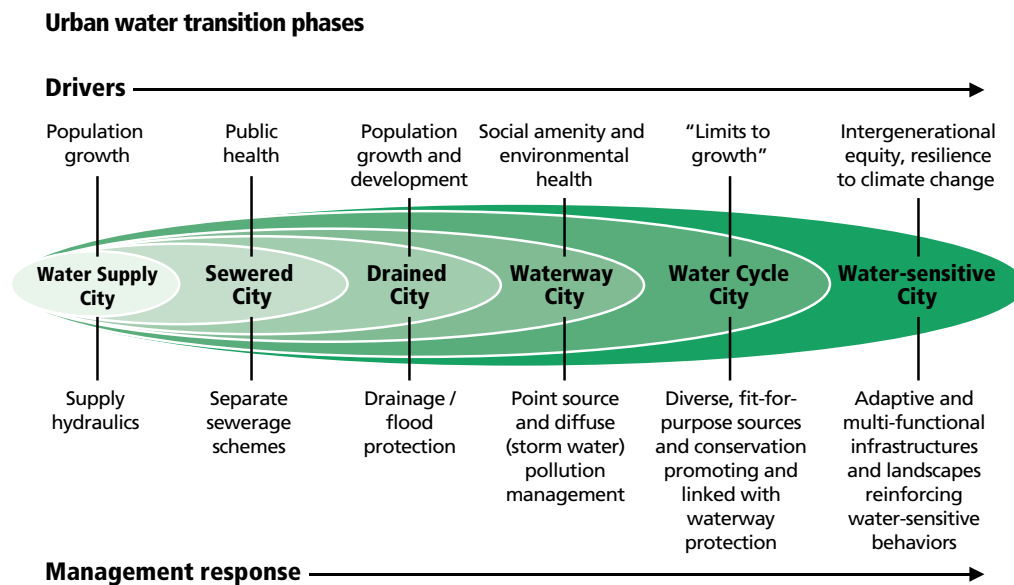 Urban water transition phases
Drivers
Population
growth
Public
health
Population
growth and
development
Social amenity and
environmental
health
“Limits to
growth”
Intergenerational
equity, resilience
to climate change
Water Supply
City
Sewered
City
Drained
City
Waterway
City
Water Cycle
City
Water-sensitive
City
Supply
hydraulics
Separate
sewerage
schemes
Drainage /
flood
protection
Point source
and diffuse
(storm water)
pollution
management
Diverse, fit-for-
purpose sources
and conservation
promoting and
linked with
waterway
protection
Adaptive and
multi-functional
infrastructures
and landscapes
reinforcing
water-sensitive
behaviors
Management response